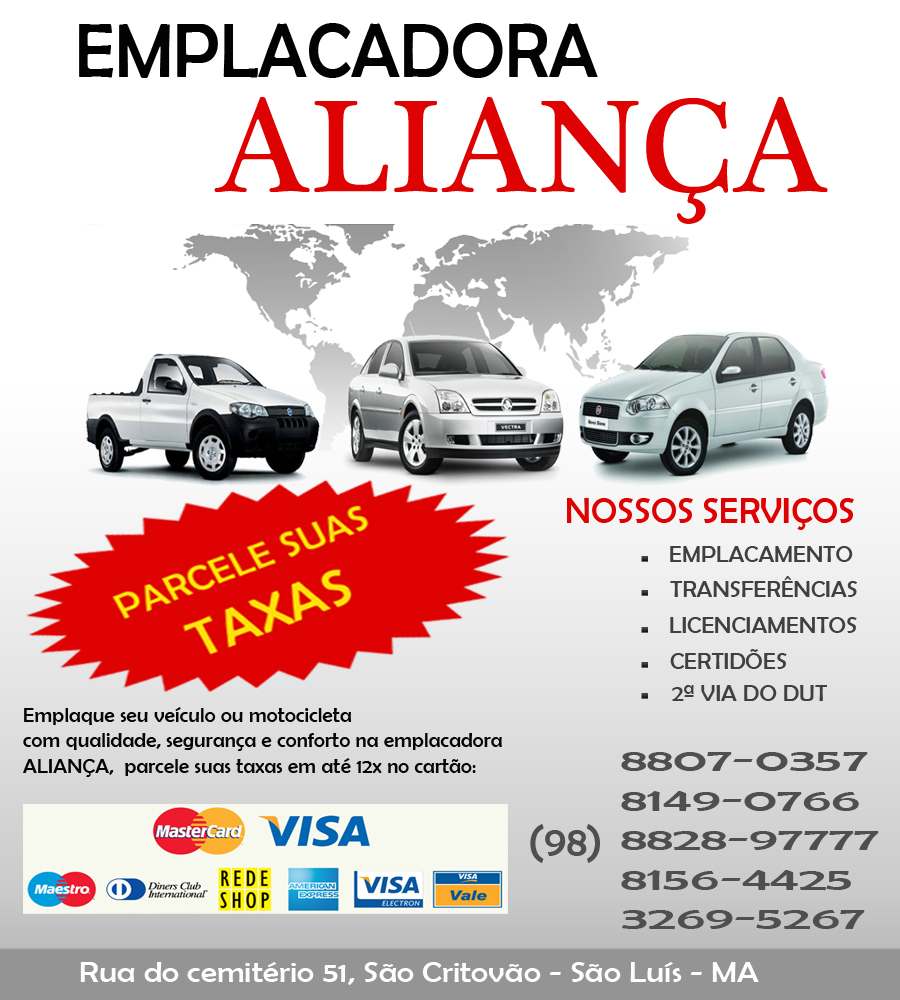 EMPLACADORA
ALIANÇA
VECTRA
PARCELE SUAS
TAXAS
NOSSOS SERVIÇOS
▪ EMPLACAMENTO
▪ TRANSFERÊNCIAS
▪ LICENCIAMENTOS
▪ CERTIDÕES
▪ 2ª VIA DO DUT
Emplaque seu veículo ou motocicleta
com qualidade, segurança e conforto na emplacadora
ALIANÇA, parcele suas taxas em até 12x no cartão:
MasterCard VISA
Maestro Diners Club International REDE SHOP AMERICAN EXPRESS VISA ELECTRON VISA Vale
8807-0357
8149-0766
(98) 8828-97777
8156-4425
3269-5267
Rua do cemitério 51, São Critovão - São Luís - MA